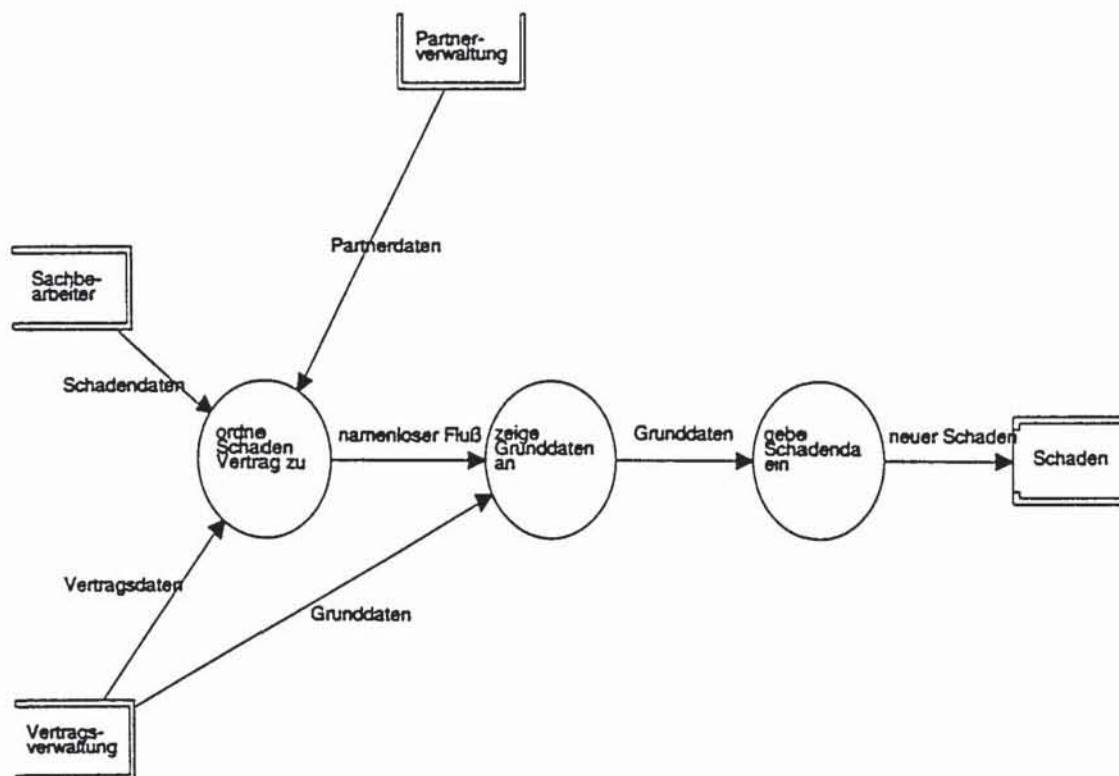 Partner-
verwaltung
Partnerdaten
Sachbe-
arbeiter
Schadendaten
ordne
Schaden
Vertrag zu
namenloser Fluß
zeige
Grunddaten
an
Grunddaten
gebe
Schadenda
ein
neuer Schaden
Schaden
Vertragsdaten
Grunddaten
Vertrags-
verwaltung